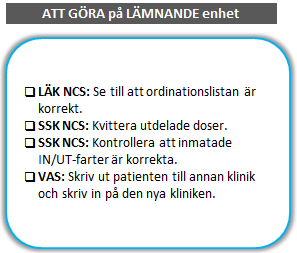 ATT GÖRA på LÄMNANDE enhet
❑ LÄK NCS: Se till att ordinationslistan är
korrekt.
❑ SSK NCS: Kvittera utdelade doser.
❑ SSK NCS: Kontrollera att inmatade
IN/UT-farter är korrekta.
❑ VAS: Skriv ut patienten till annan klinik
och skriv in på den nya kliniken.